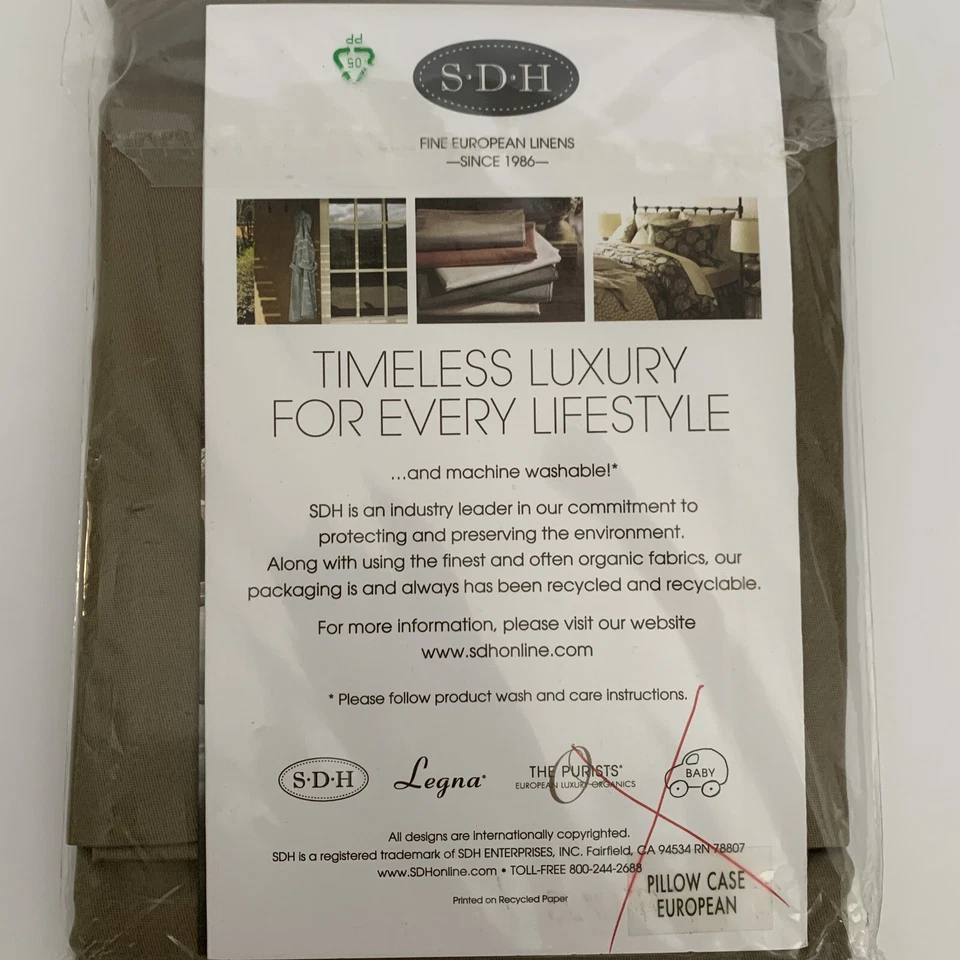 PP
05
S·D·H
FINE EUROPEAN LINENS
—SINCE 1986—
TIMELESS LUXURY
FOR EVERY LIFESTYLE
...and machine washable!*
SDH is an industry leader in our commitment to
protecting and preserving the environment.
Along with using the finest and often organic fabrics, our
packaging is and always has been recycled and recyclable.
For more information, please visit our website
www.sdhonline.com
* Please follow product wash and care instructions.
S·D·H
Legna®
THE PURISTS®
EUROPEAN LUXURY ORGANICS
BABY
All designs are internationally copyrighted.
SDH is a registered trademark of SDH ENTERPRISES, INC. Fairfield, CA 94534 RN 78807
www.SDHonline.com • TOLL-FREE 800-244-2688
Printed on Recycled Paper
PILLOW CASE
EUROPEAN